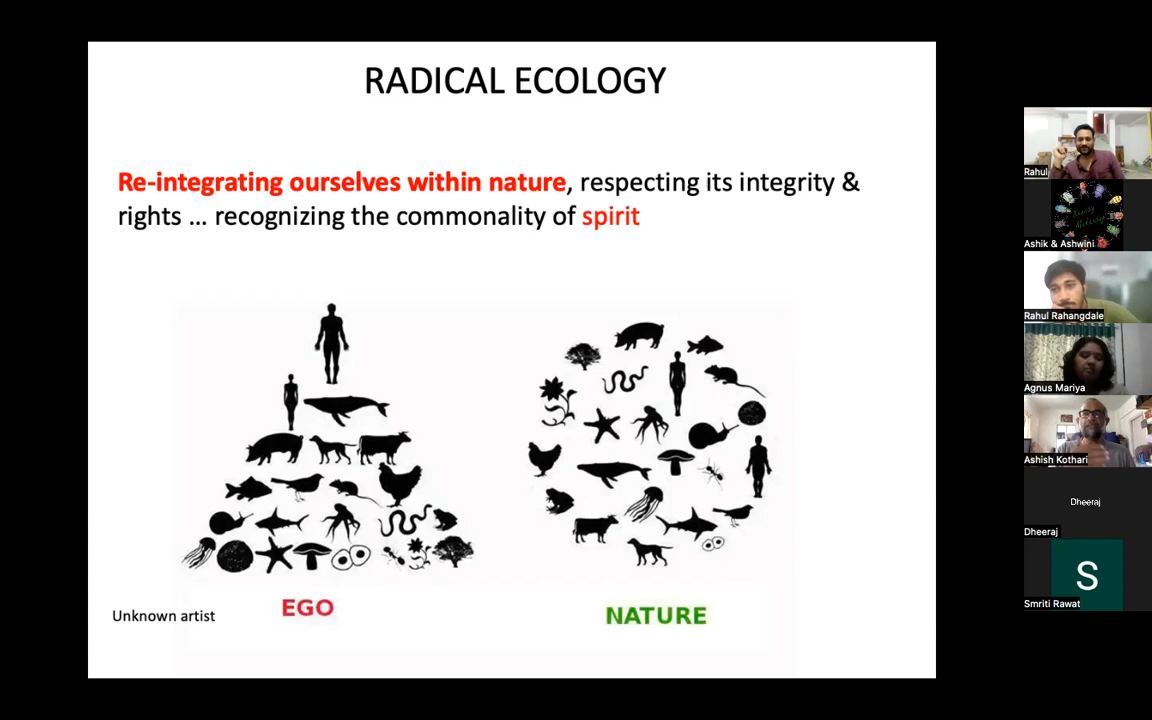 RADICAL ECOLOGY
Re-integrating ourselves within nature, respecting its integrity &
rights ... recognizing the commonality of spirit
EGO
NATURE
Unknown artist
Rahul
Ashik & Ashwini
Rahul Rahangdale
Agnus Mariya
Ashish Kothari
Dheeraj
Dheeraj
S
Smriti Rawat